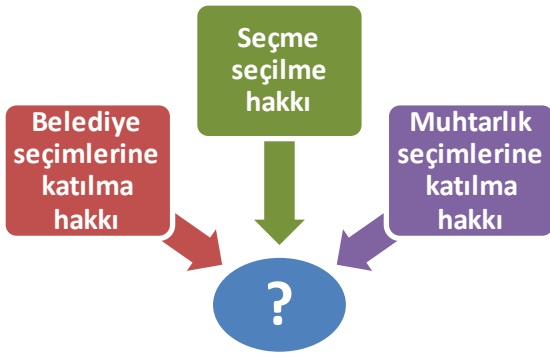 Seçme
seçilme
hakkı
Belediye
seçimlerine
katılma
hakkı
Muhtarlık
seçimlerine
katılma
hakkı
?